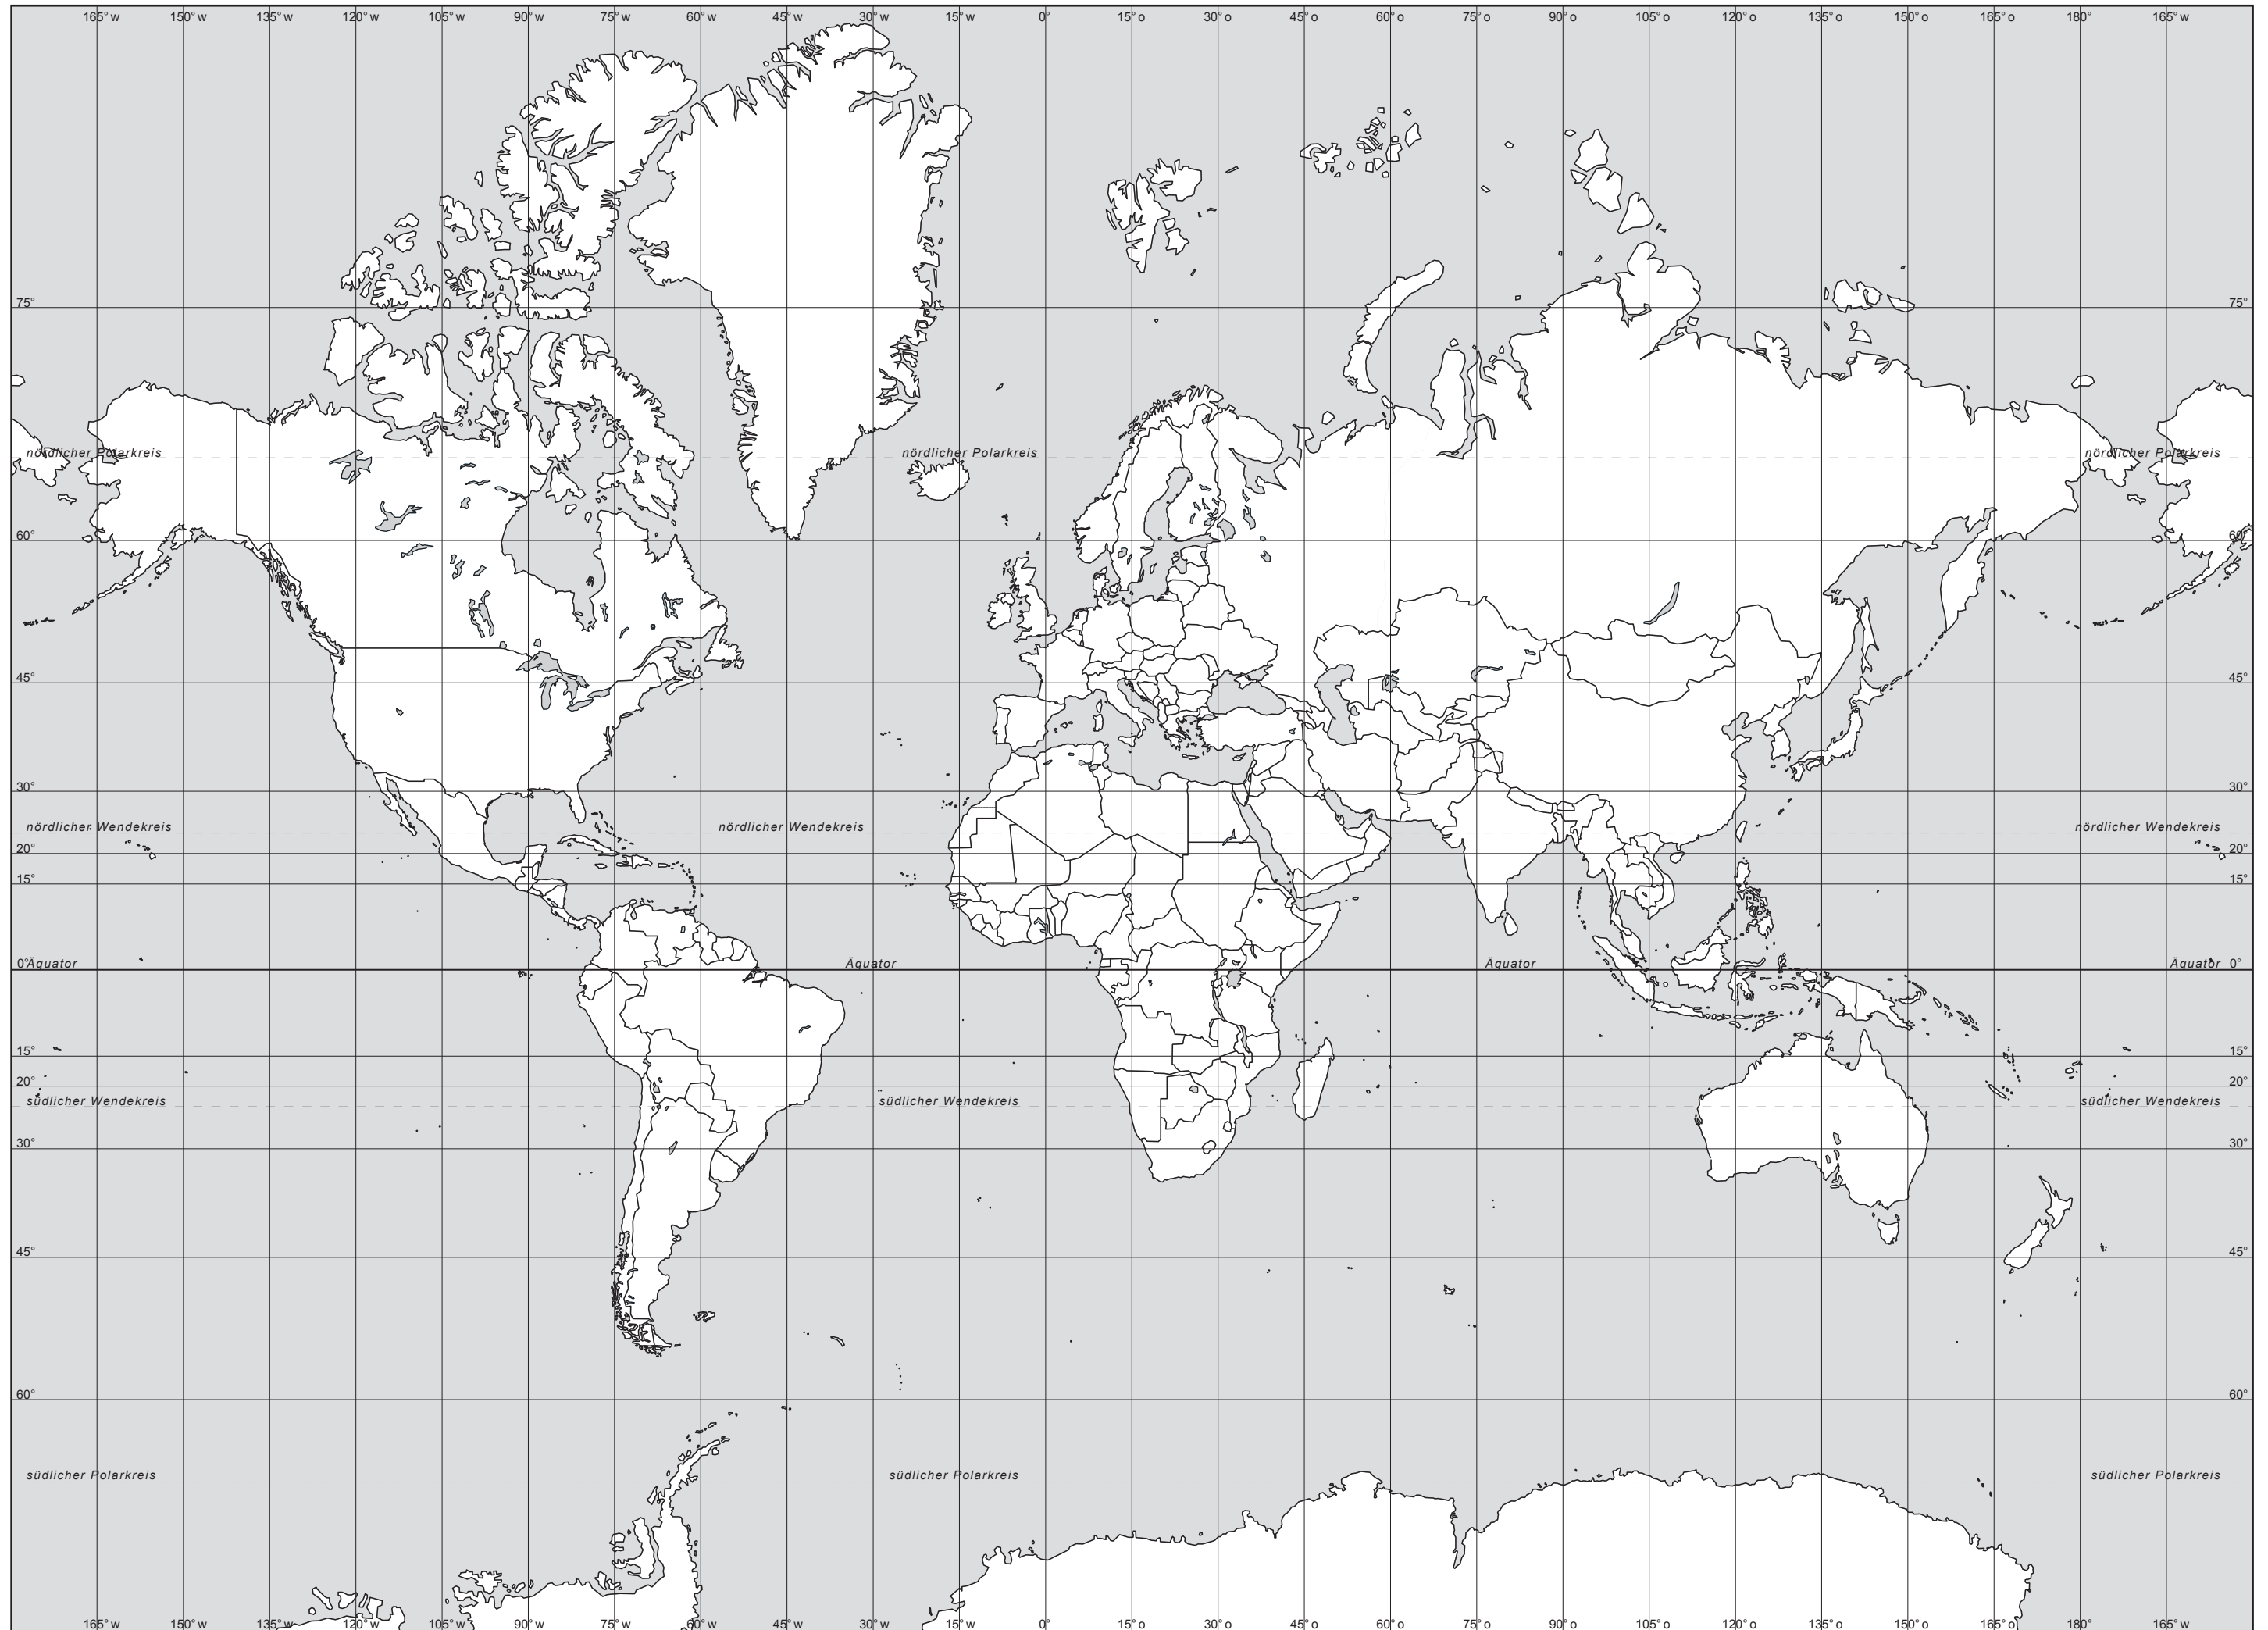 165° W 150° W 135° W 120° W 105° W 90° W 75° W 60° W 45° W 30° W 15° W 0° 15° O 30° O 45° O 60° O 75° O 90° O 105° O 120° O 135° O 150° O 165° O 180° 165° W
75° 75°
nördlicher Polarkreis nördlicher Polarkreis nördlicher Polarkreis
60° 60°
45° 45°
30° 30°
nördlicher Wendekreis nördlicher Wendekreis nördlicher Wendekreis
20° 20°
15° 15°
0° Äquator Äquator Äquator Äquator 0°
15° 15°
20° 20°
südlicher Wendekreis südlicher Wendekreis südlicher Wendekreis
30° 30°
45° 45°
60° 60°
südlicher Polarkreis südlicher Polarkreis südlicher Polarkreis
165° W 150° W 135° W 120° W 105° W 90° W 75° W 60° W 45° W 30° W 15° W 0° 15° O 30° O 45° O 60° O 75° O 90° O 105° O 120° O 135° O 150° O 165° O 180° 165° W